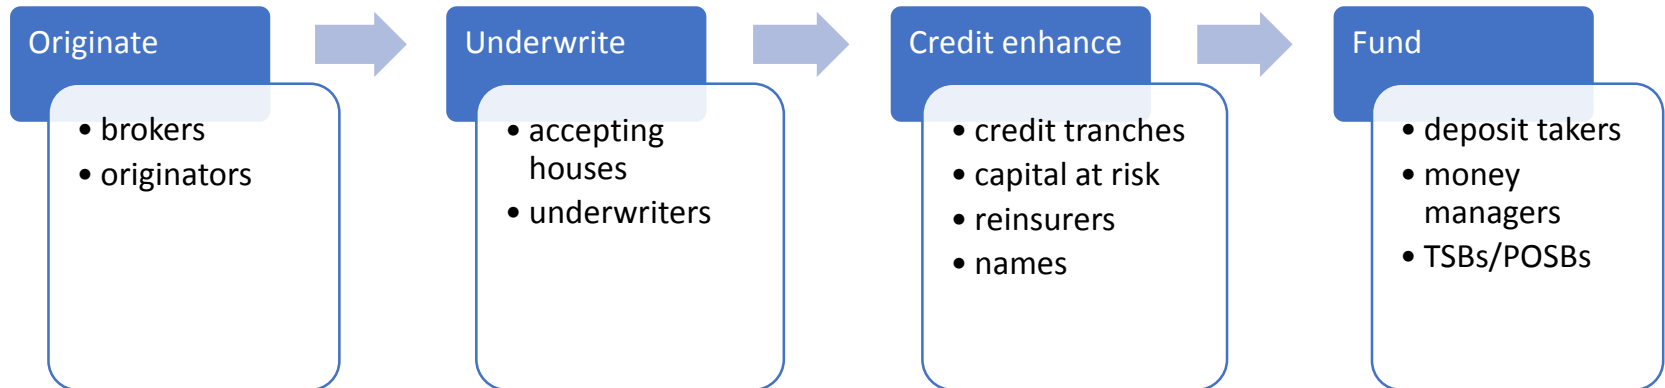 Originate
• brokers
• originators
Underwrite
• accepting
houses
• underwriters
Credit enhance
• credit tranches
• capital at risk
• reinsurers
• names
Fund
• deposit takers
• money
managers
• TSBs/POSBs